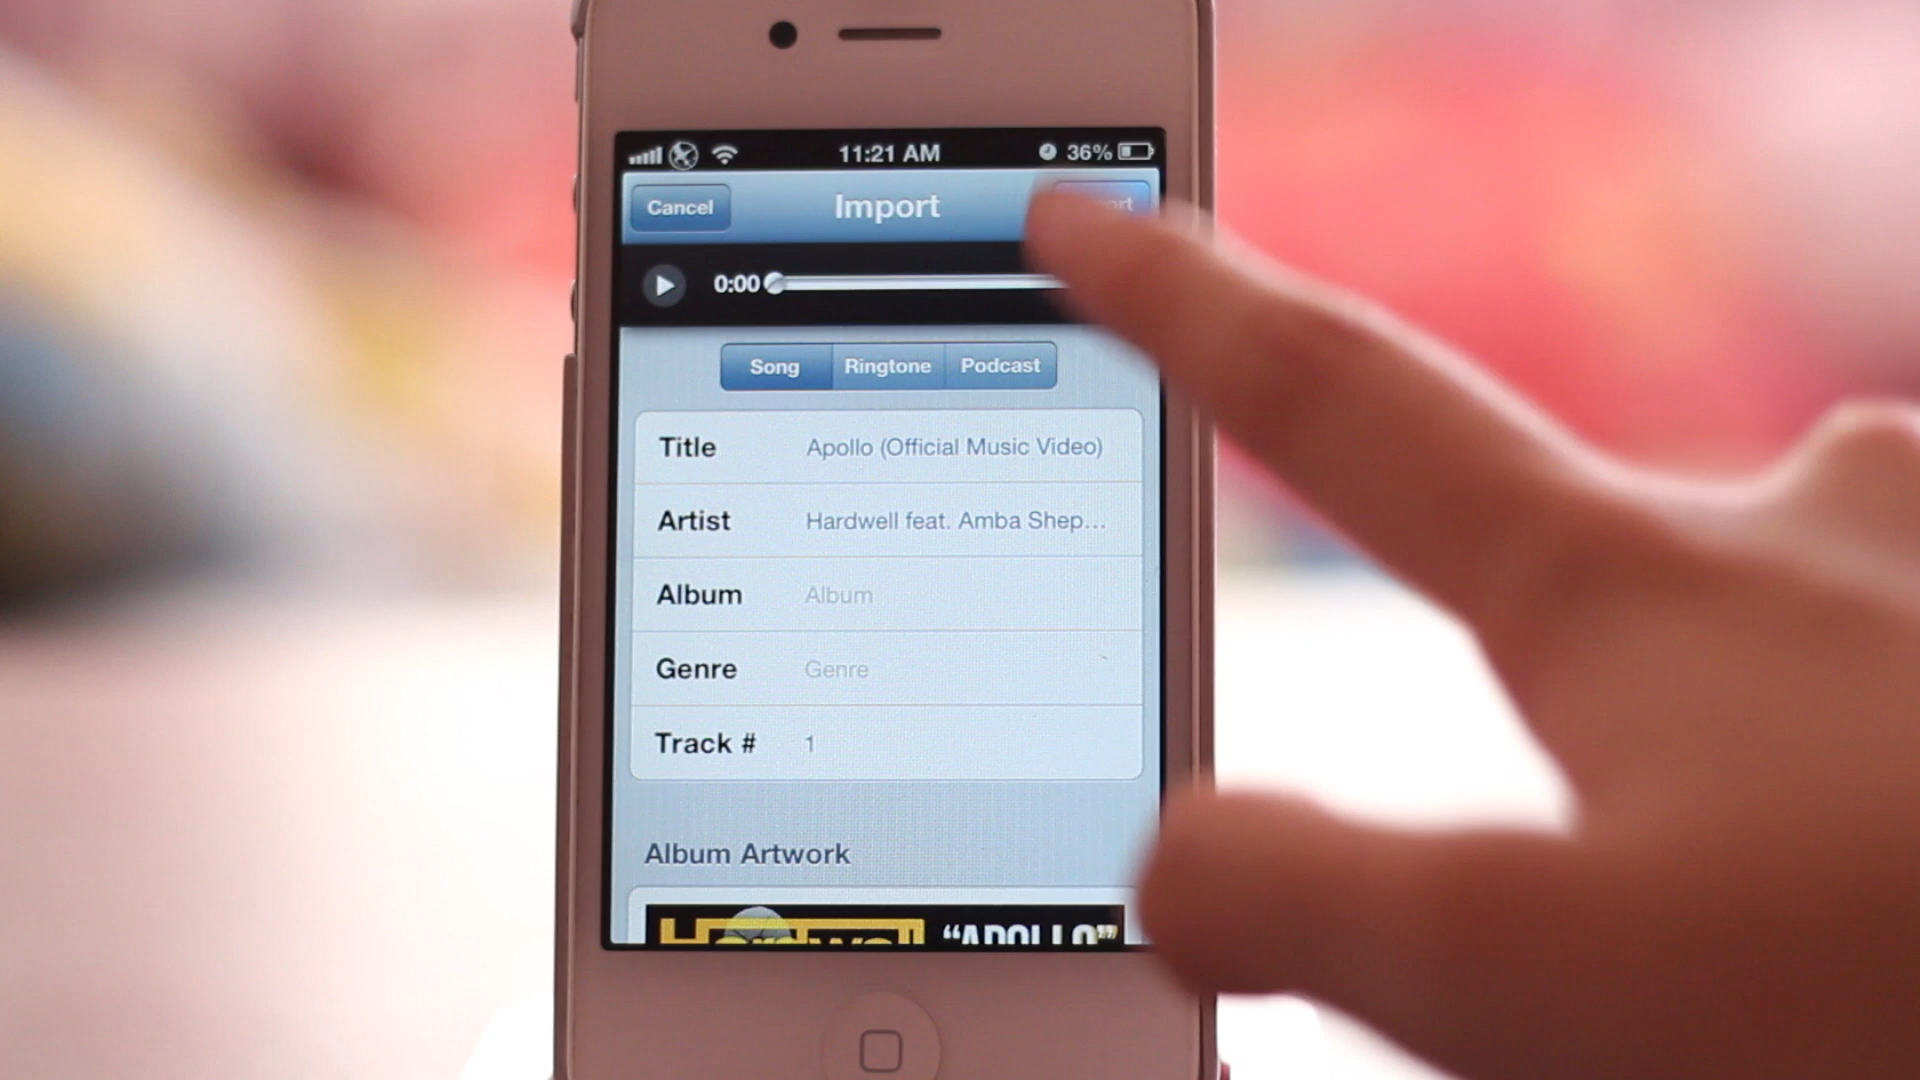 11:21 AM 36%
Cancel Import
0:00
Song Ringtone Podcast
Title Apollo (Official Music Video)
Artist Hardwell feat. Amba Shep...
Album Album
Genre Genre
Track # 1
Album Artwork
"APOLLO"